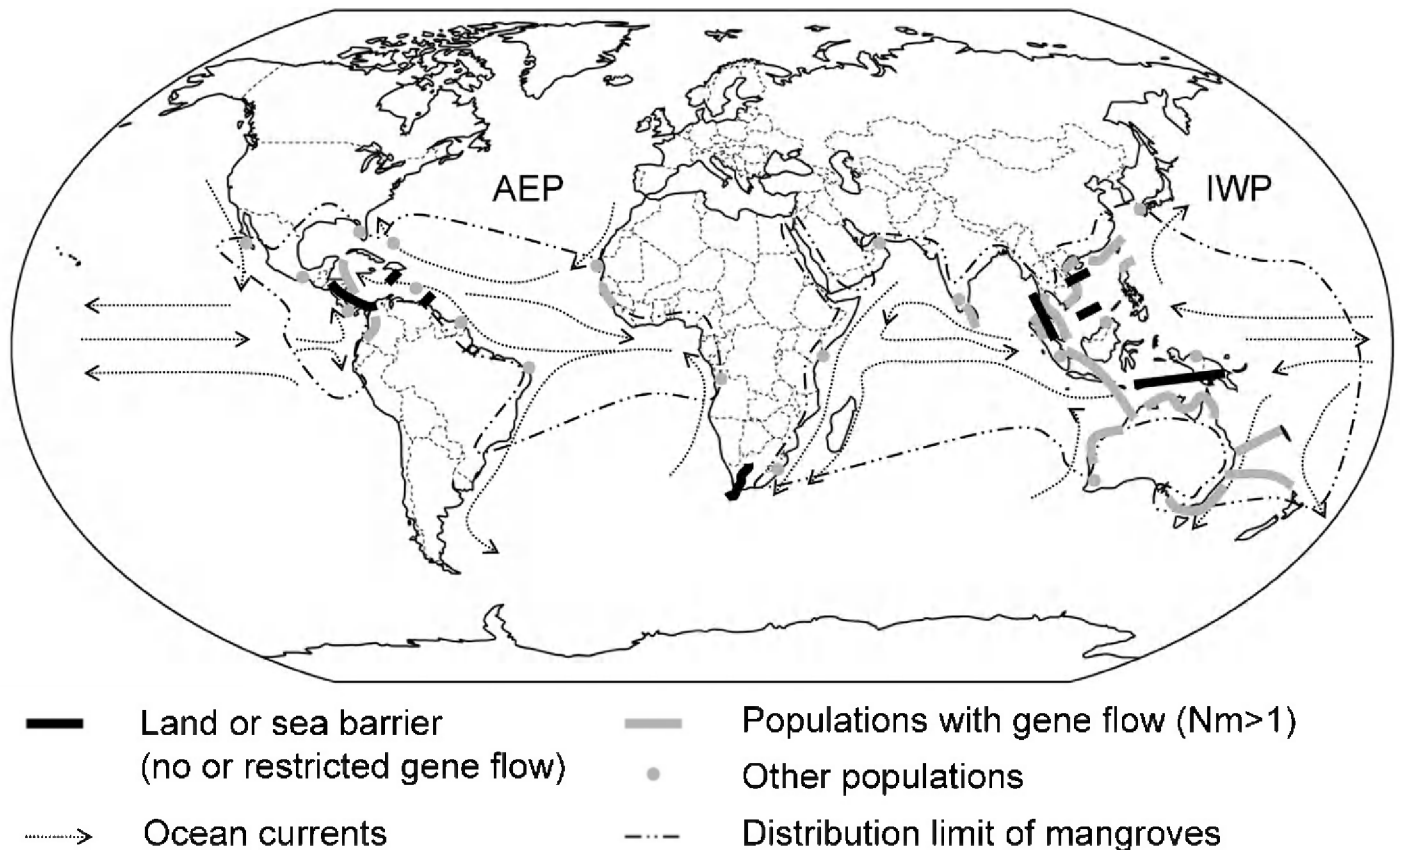 AEP
IWP
Land or sea barrier
(no or restricted gene flow)
Ocean currents
Populations with gene flow (Nm>1)
Other populations
Distribution limit of mangroves